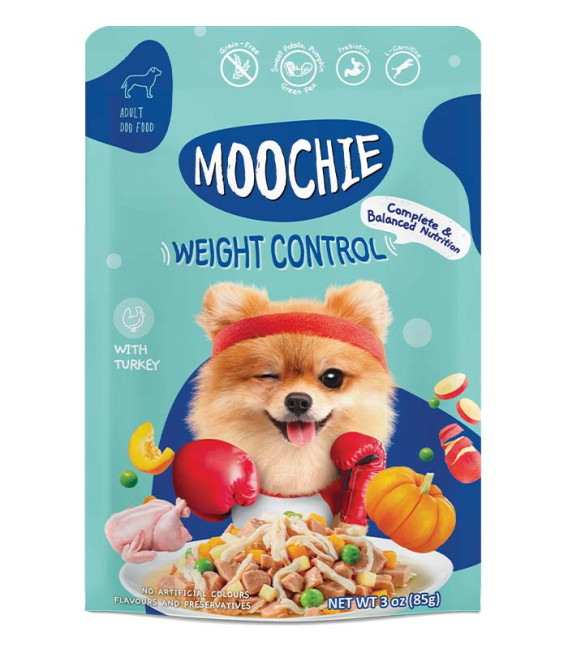 Grain-Free
Sweet Potato, Pumpkin
Green Pea
Prebiotics
L-Carnitine
ADULT
DOG FOOD
MOOCHIE
Complete &
Balanced Nutrition
WEIGHT CONTROL
WITH
TURKEY
NO ARTIFICIAL COLOURS,
FLAVOURS AND PRESERVATIVES
NET WT 3 oz (85g)